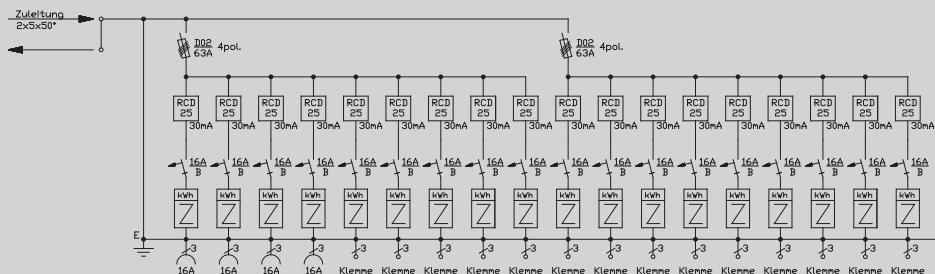 Zuleitung
2x5x50°
D02 4pol. D02 4pol.
63A 63A
RCD RCD RCD RCD RCD RCD RCD RCD RCD RCD RCD RCD RCD RCD RCD RCD RCD RCD
25 25 25 25 25 25 25 25 25 25 25 25 25 25 25 25 25 25
30mA 30mA 30mA 30mA 30mA 30mA 30mA 30mA 30mA 30mA 30mA 30mA 30mA 30mA 30mA 30mA 30mA 30mA
16A 16A 16A 16A 16A 16A 16A 16A 16A 16A 16A 16A 16A 16A 16A 16A 16A 16A
B B B B B B B B B B B B B B B B B B
kWh kWh kWh kWh kWh kWh kWh kWh kWh kWh kWh kWh kWh kWh kWh kWh kWh kWh
Z Z Z Z Z Z Z Z Z Z Z Z Z Z Z Z Z Z
E
3 3 3 3 3 3 3 3 3 3 3 3 3 3 3 3 3 3
16A 16A 16A 16A Klemme Klemme Klemme Klemme Klemme Klemme Klemme Klemme Klemme Klemme Klemme Klemme Klemme Klemme